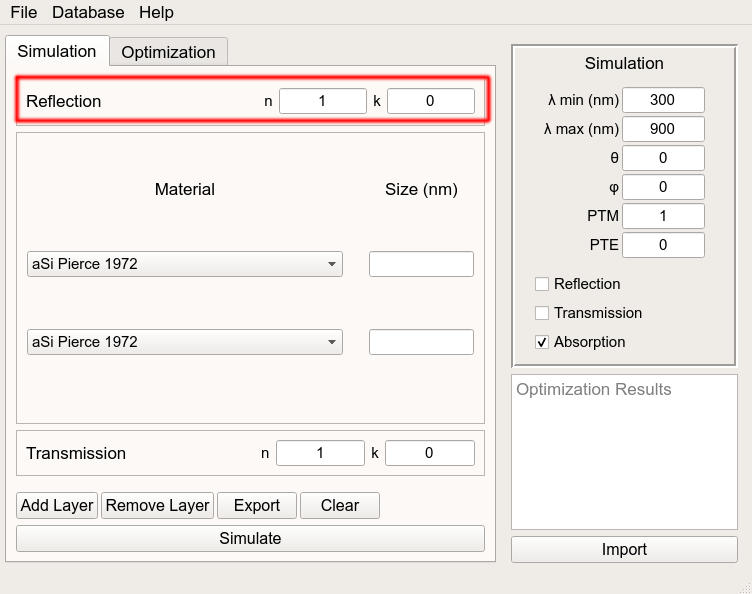 File Database Help
Simulation Optimization
Reflection n 1 k 0
Material Size (nm)
aSi Pierce 1972
aSi Pierce 1972
Transmission n 1 k 0
Add Layer Remove Layer Export Clear
Simulate
Simulation
λ min (nm) 300
λ max (nm) 900
θ 0
φ 0
PTM 1
PTE 0
Reflection
Transmission
Absorption
Optimization Results
Import